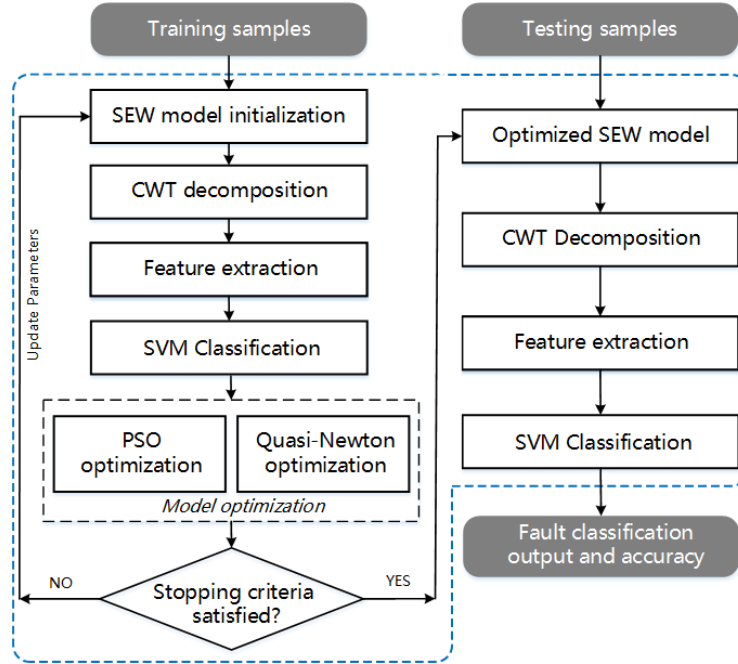 Training samples
SEW model initialization
CWT decomposition
Feature extraction
SVM Classification
PSO
optimization
Quasi-Newton
optimization
Model optimization
Stopping criteria
satisfied?
NO
YES
Update Parameters
Testing samples
Optimized SEW model
CWT Decomposition
Feature extraction
SVM Classification
Fault classification
output and accuracy